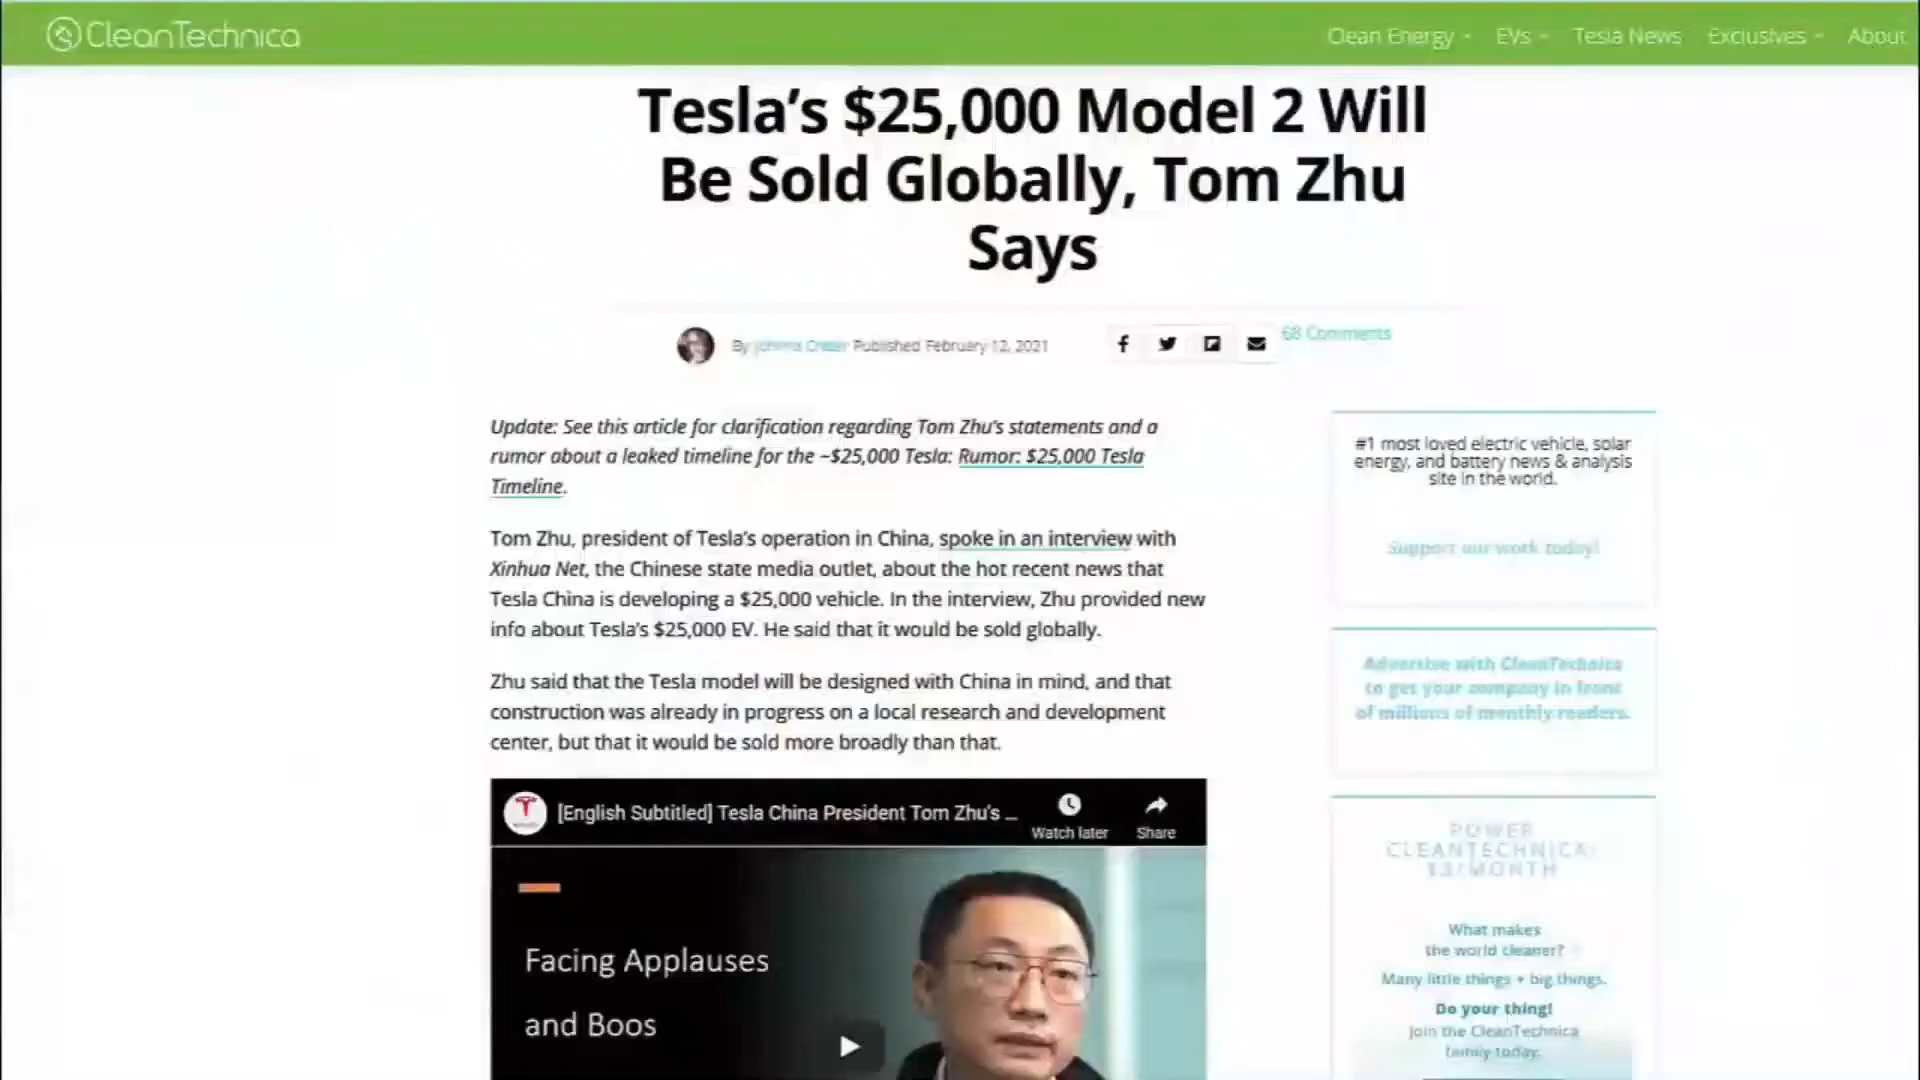 CleanTechnica
Clean Energy
EVs
Tesla News
Exclusives
About
Tesla’s $25,000 Model 2 Will
Be Sold Globally, Tom Zhu
Says
By Johnna Crider Published February 12, 2021
68 Comments
Update: See this article for clarification regarding Tom Zhu’s statements and a
rumor about a leaked timeline for the ~$25,000 Tesla: Rumor: $25,000 Tesla
Timeline.
Tom Zhu, president of Tesla’s operation in China, spoke in an interview with
Xinhua Net, the Chinese state media outlet, about the hot recent news that
Tesla China is developing a $25,000 vehicle. In the interview, Zhu provided new
info about Tesla’s $25,000 EV. He said that it would be sold globally.
Zhu said that the Tesla model will be designed with China in mind, and that
construction was already in progress on a local research and development
center, but that it would be sold more broadly than that.
[English Subtitled] Tesla China President Tom Zhu's ...
Watch later
Share
Facing Applauses
and Boos
#1 most loved electric vehicle, solar
energy, and battery news & analysis
site in the world.
Support our work today!
Advertise with CleanTechnica
to get your company in front
of millions of monthly readers.
POWER
CLEANTECHNICA:
$3/MONTH
What makes
the world cleaner?
Many little things + big things.
Do your thing!
Join the CleanTechnica
family today.